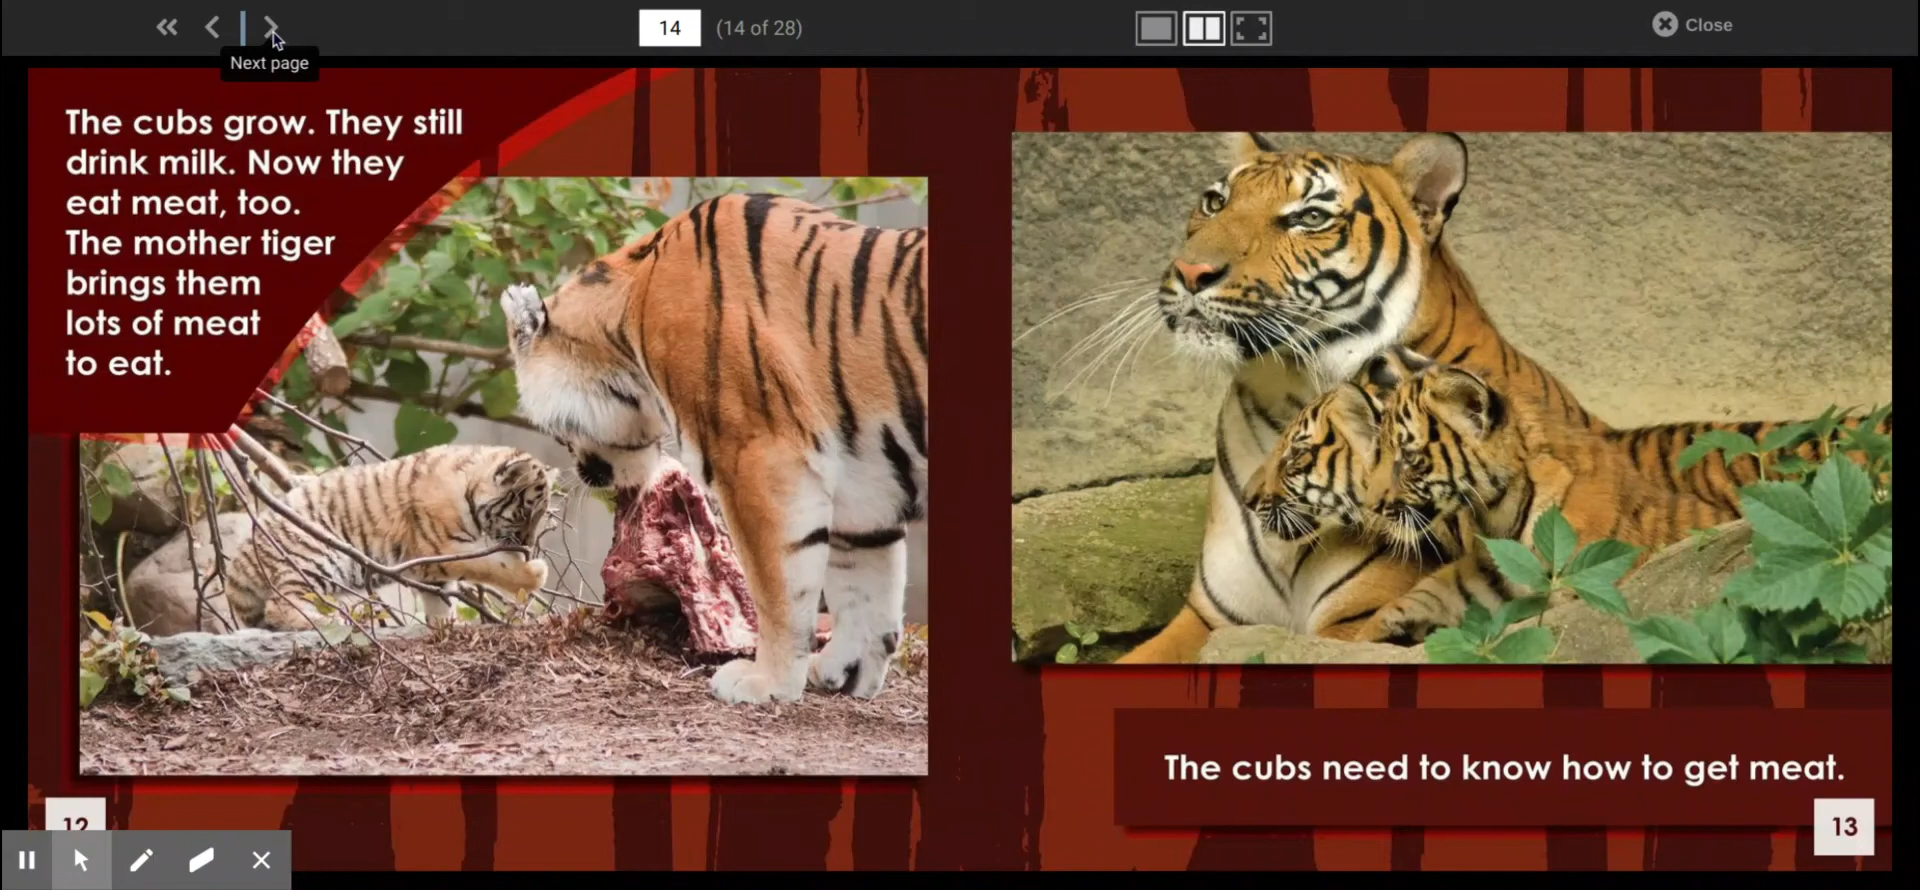 14
(14 of 28)
Close
Next page
The cubs grow. They still
drink milk. Now they
eat meat, too.
The mother tiger
brings them
lots of meat
to eat.
The cubs need to know how to get meat.
12
13